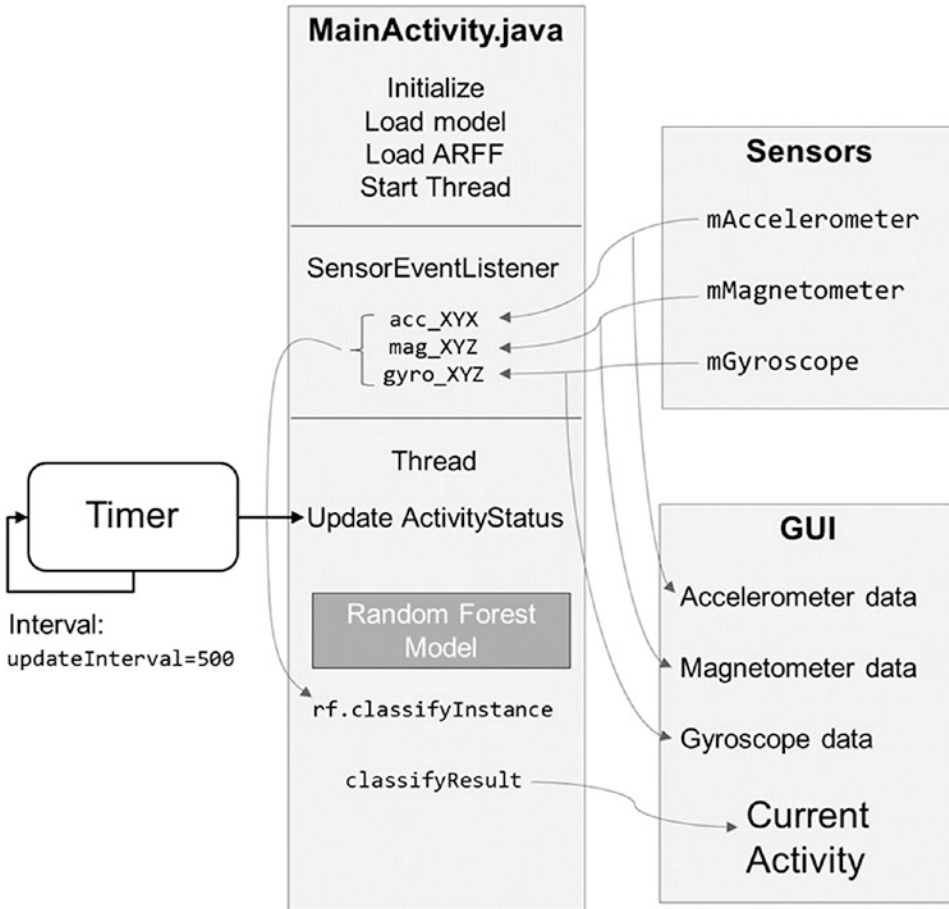 MainActivity.java
Initialize
Load model
Load ARFF
Start Thread
SensorEventListener
acc_XYX
mag_XYZ
gyro_XYZ
Thread
Update ActivityStatus
Random Forest
Model
rf.classifyInstance
classifyResult
Timer
Interval:
updateInterval=500
Sensors
mAccelerometer
mMagnetometer
mGyroscope
GUI
Accelerometer data
Magnetometer data
Gyroscope data
Current
Activity